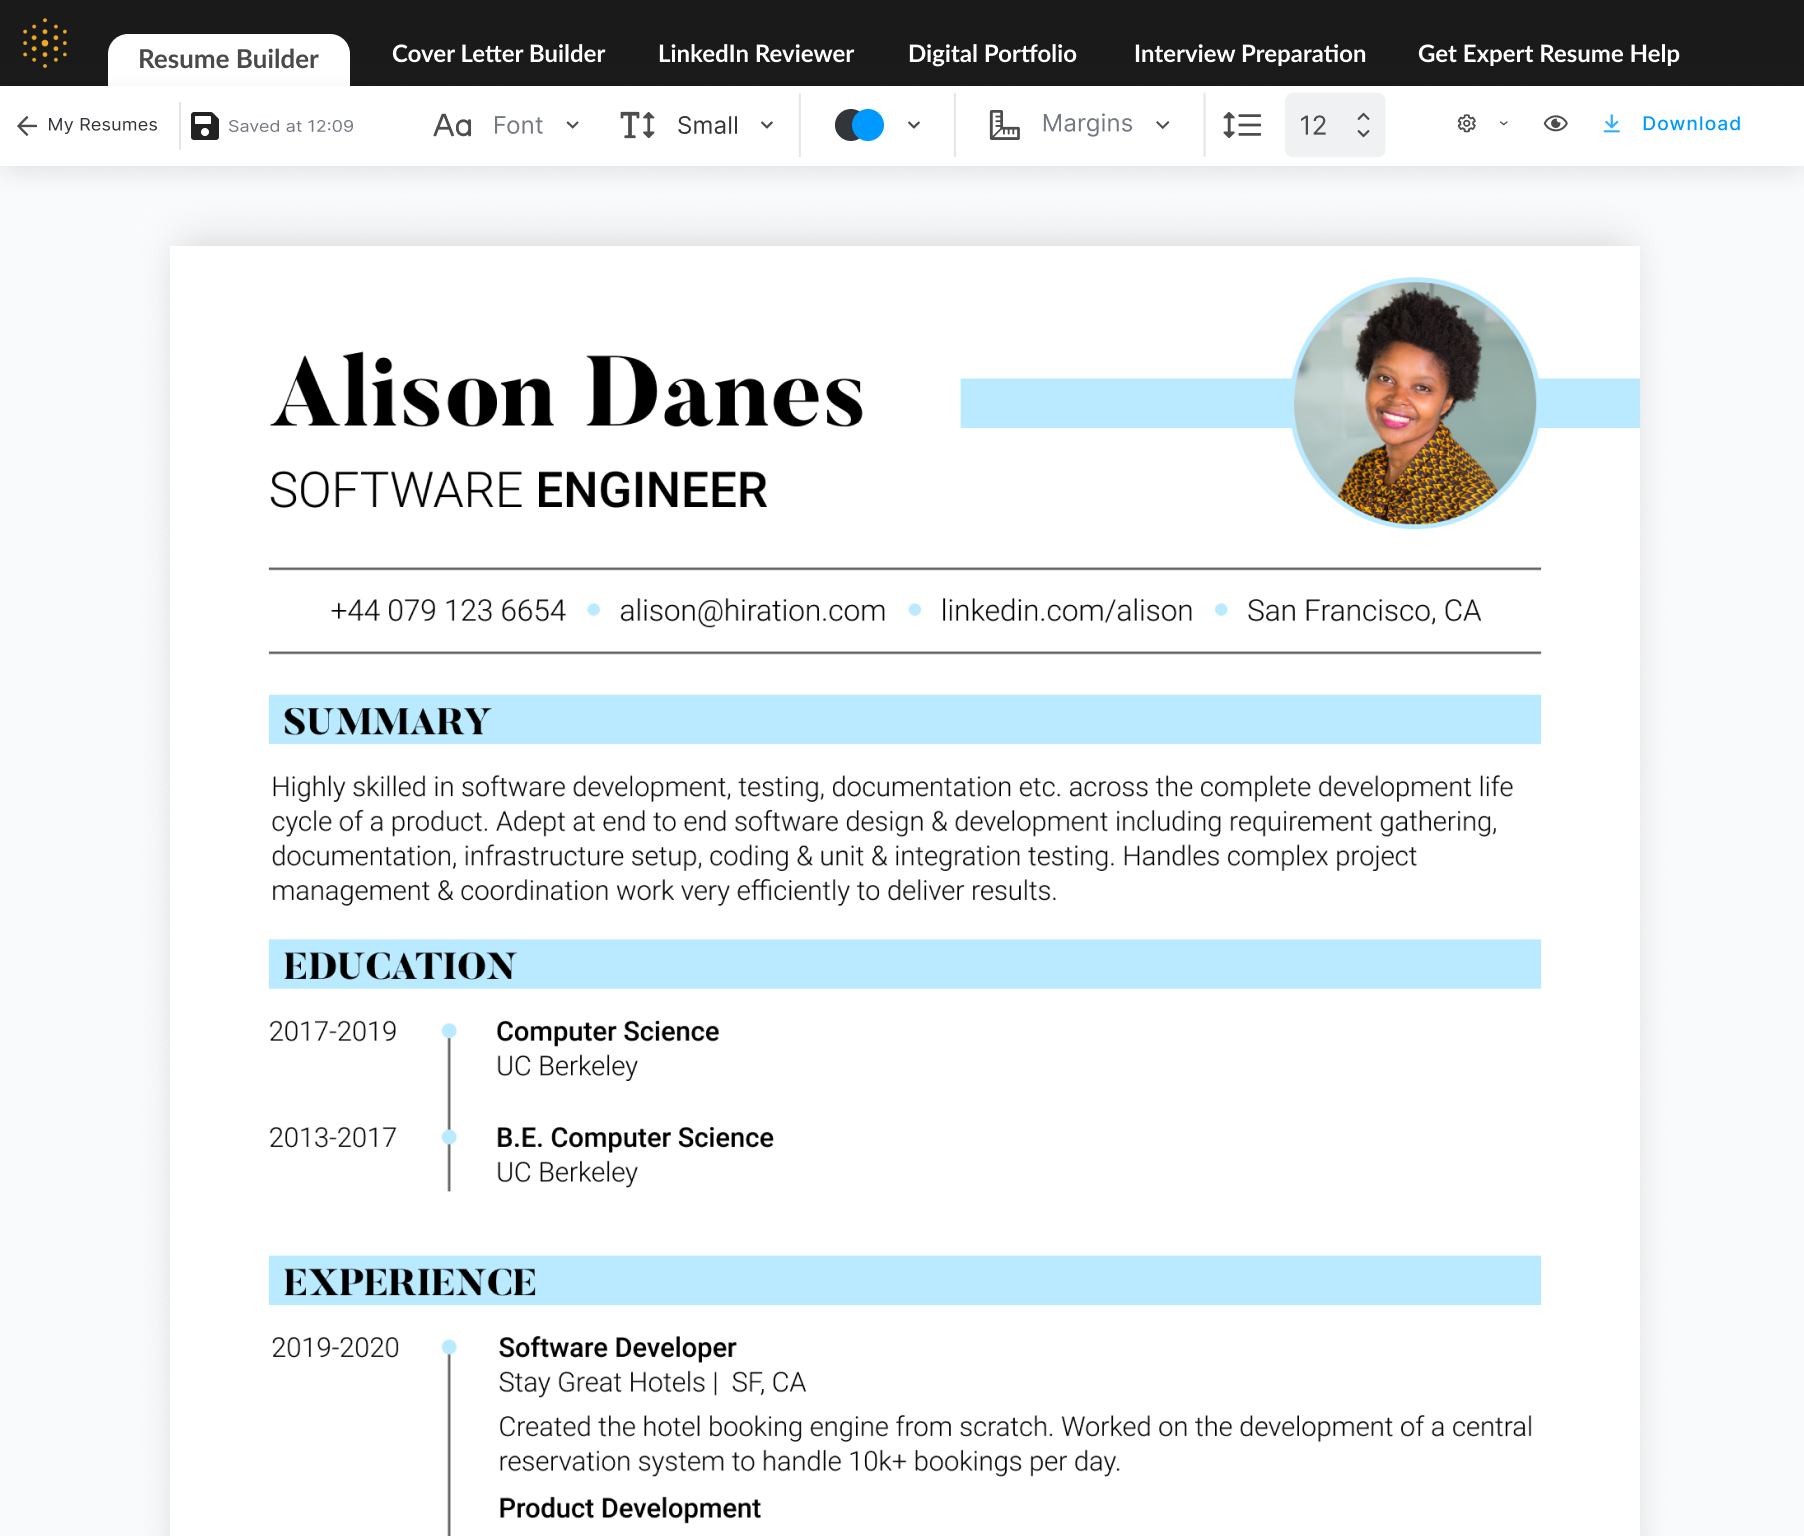 Resume Builder
Cover Letter Builder
LinkedIn Reviewer
Digital Portfolio
Interview Preparation
Get Expert Resume Help
My Resumes
Saved at 12:09
Aa Font
TI Small
Margins
12
Download
Alison Danes
SOFTWARE ENGINEER
+44 079 123 6654
alison@hiration.com
linkedin.com/alison
San Francisco, CA
SUMMARY
Highly skilled in software development, testing, documentation etc. across the complete development life
cycle of a product. Adept at end to end software design & development including requirement gathering,
documentation, infrastructure setup, coding & unit & integration testing. Handles complex project
management & coordination work very efficiently to deliver results.
EDUCATION
2017-2019
Computer Science
UC Berkeley
2013-2017
B.E. Computer Science
UC Berkeley
EXPERIENCE
2019-2020
Software Developer
Stay Great Hotels | SF, CA
Created the hotel booking engine from scratch. Worked on the development of a central
reservation system to handle 10k+ bookings per day.
Product Development